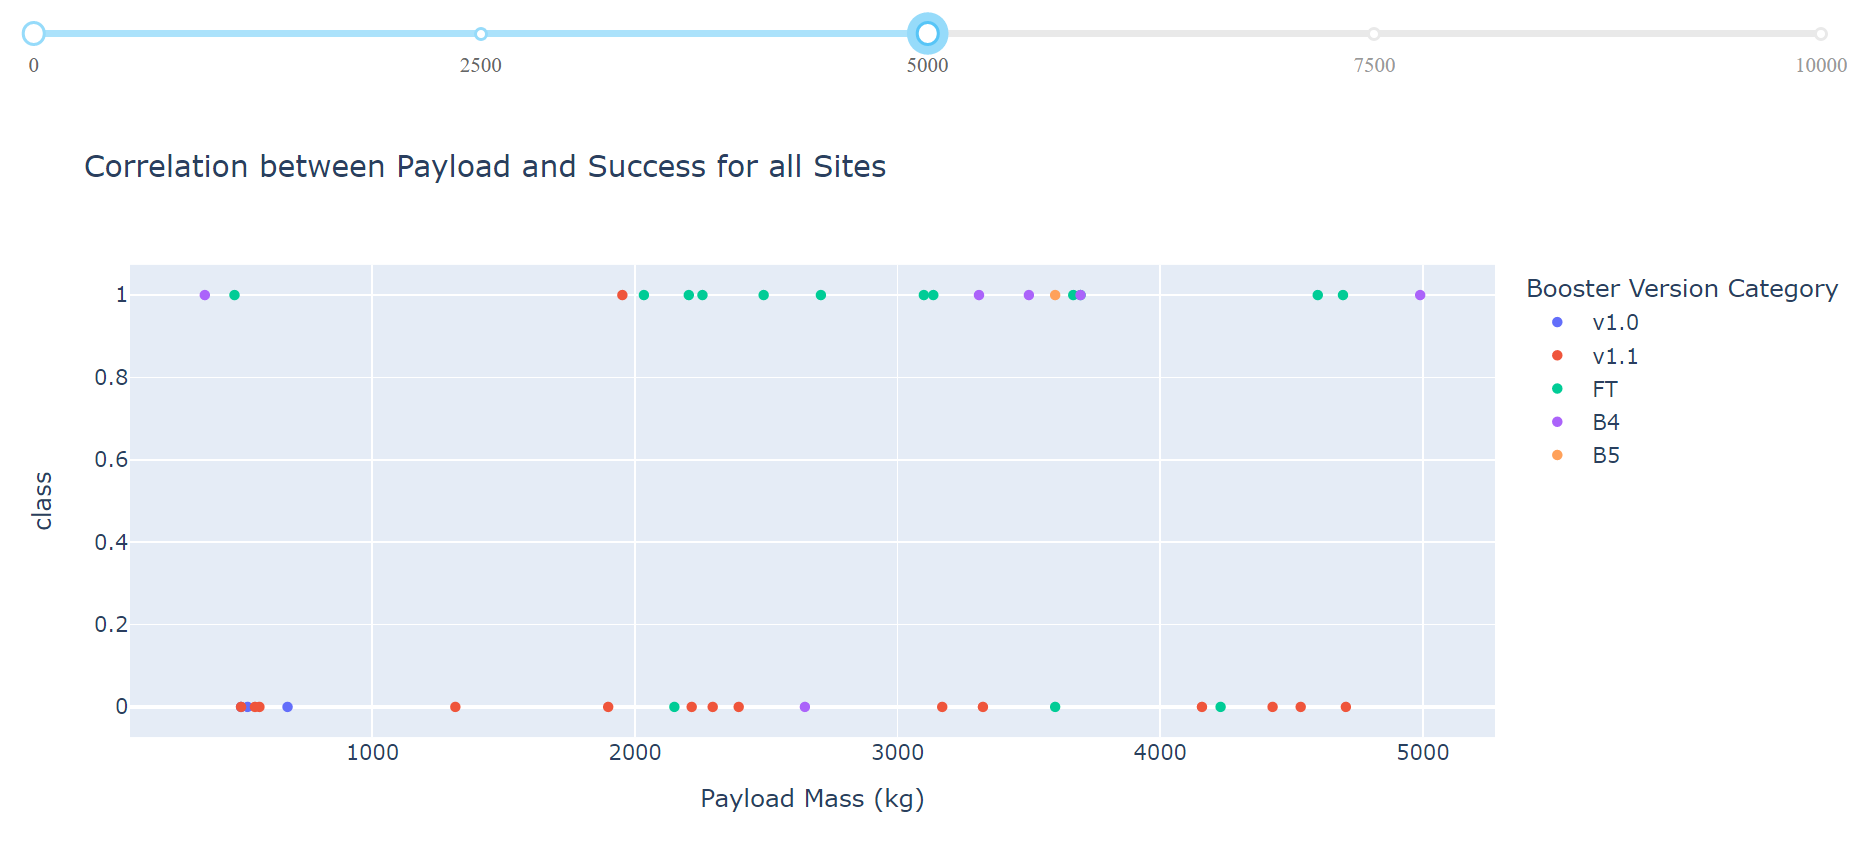 0 2500 5000 7500 10000
Correlation between Payload and Success for all Sites
Booster Version Category
v1.0
v1.1
FT
B4
B5
1
0.8
0.6
0.4
0.2
0
class
1000 2000 3000 4000 5000
Payload Mass (kg)